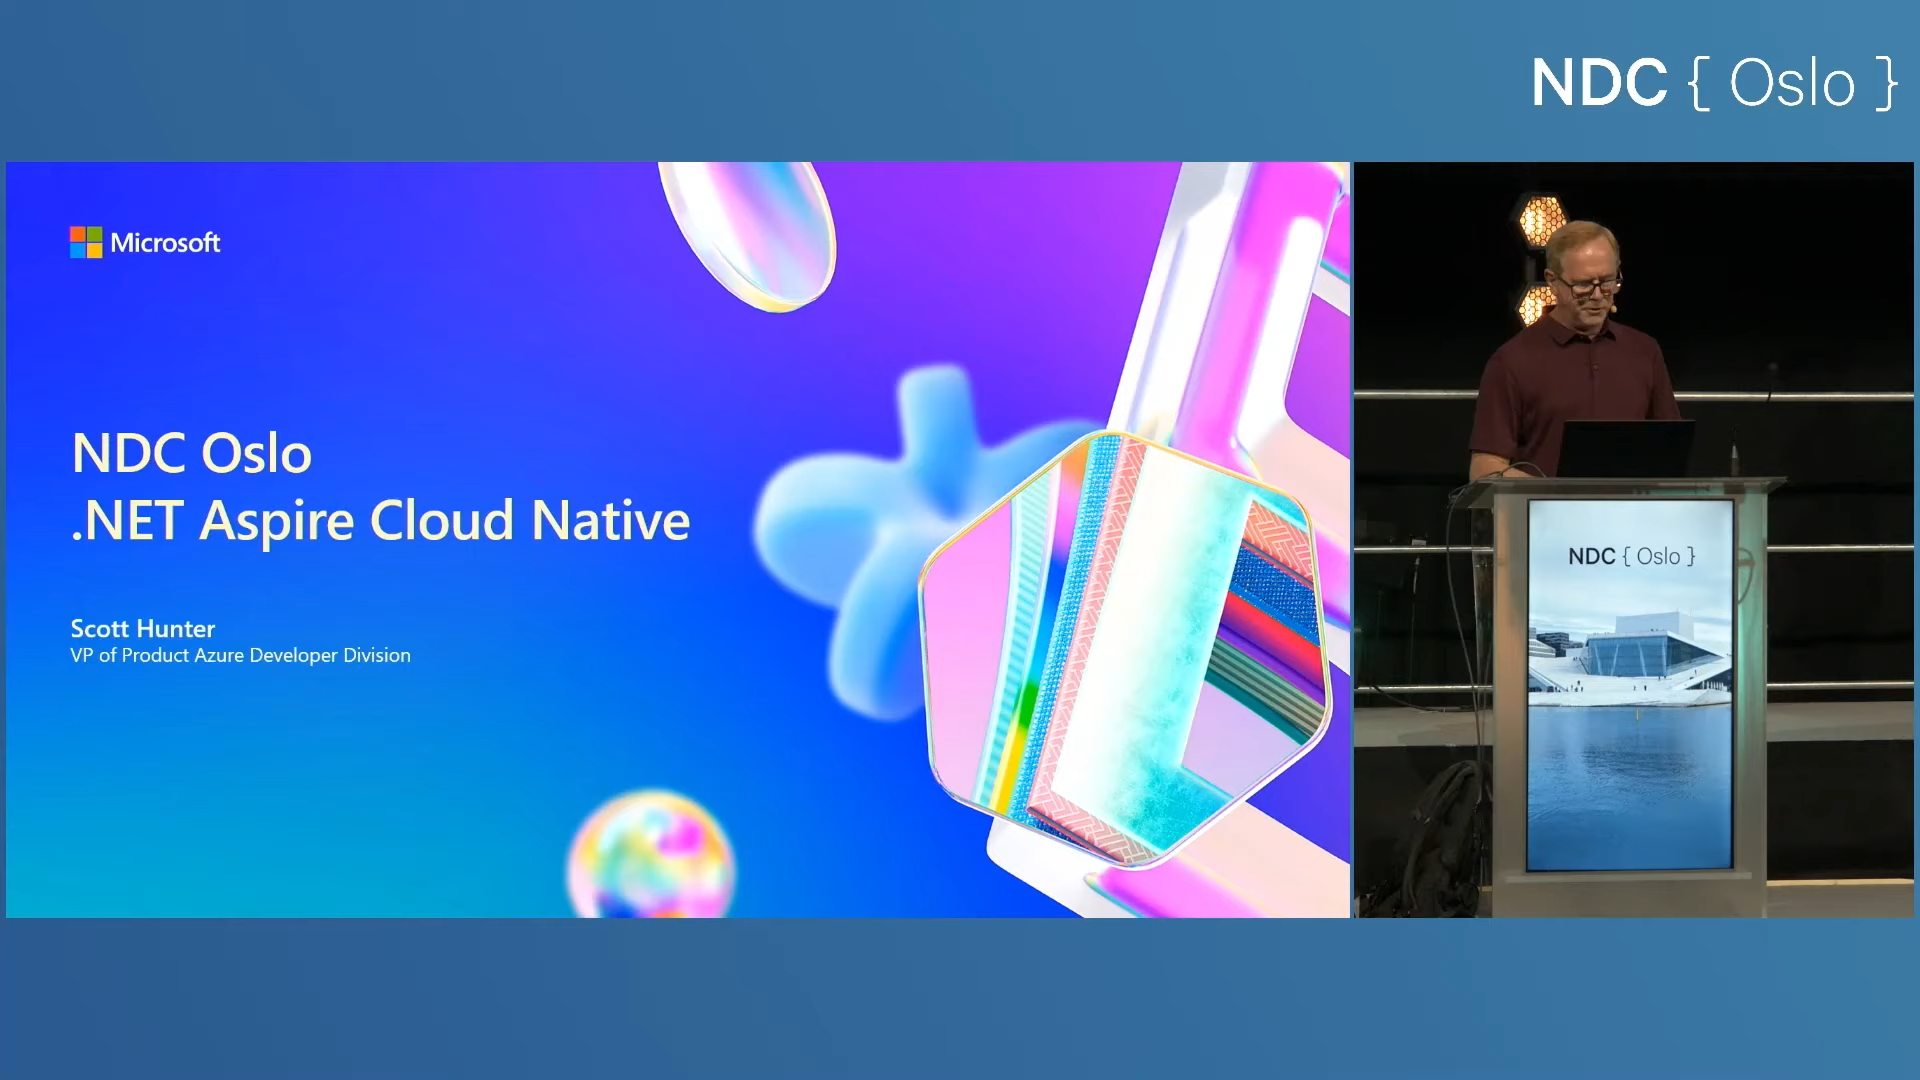 NDC { Oslo }
Microsoft
NDC Oslo
.NET Aspire Cloud Native
Scott Hunter
VP of Product Azure Developer Division
NDC { Oslo }